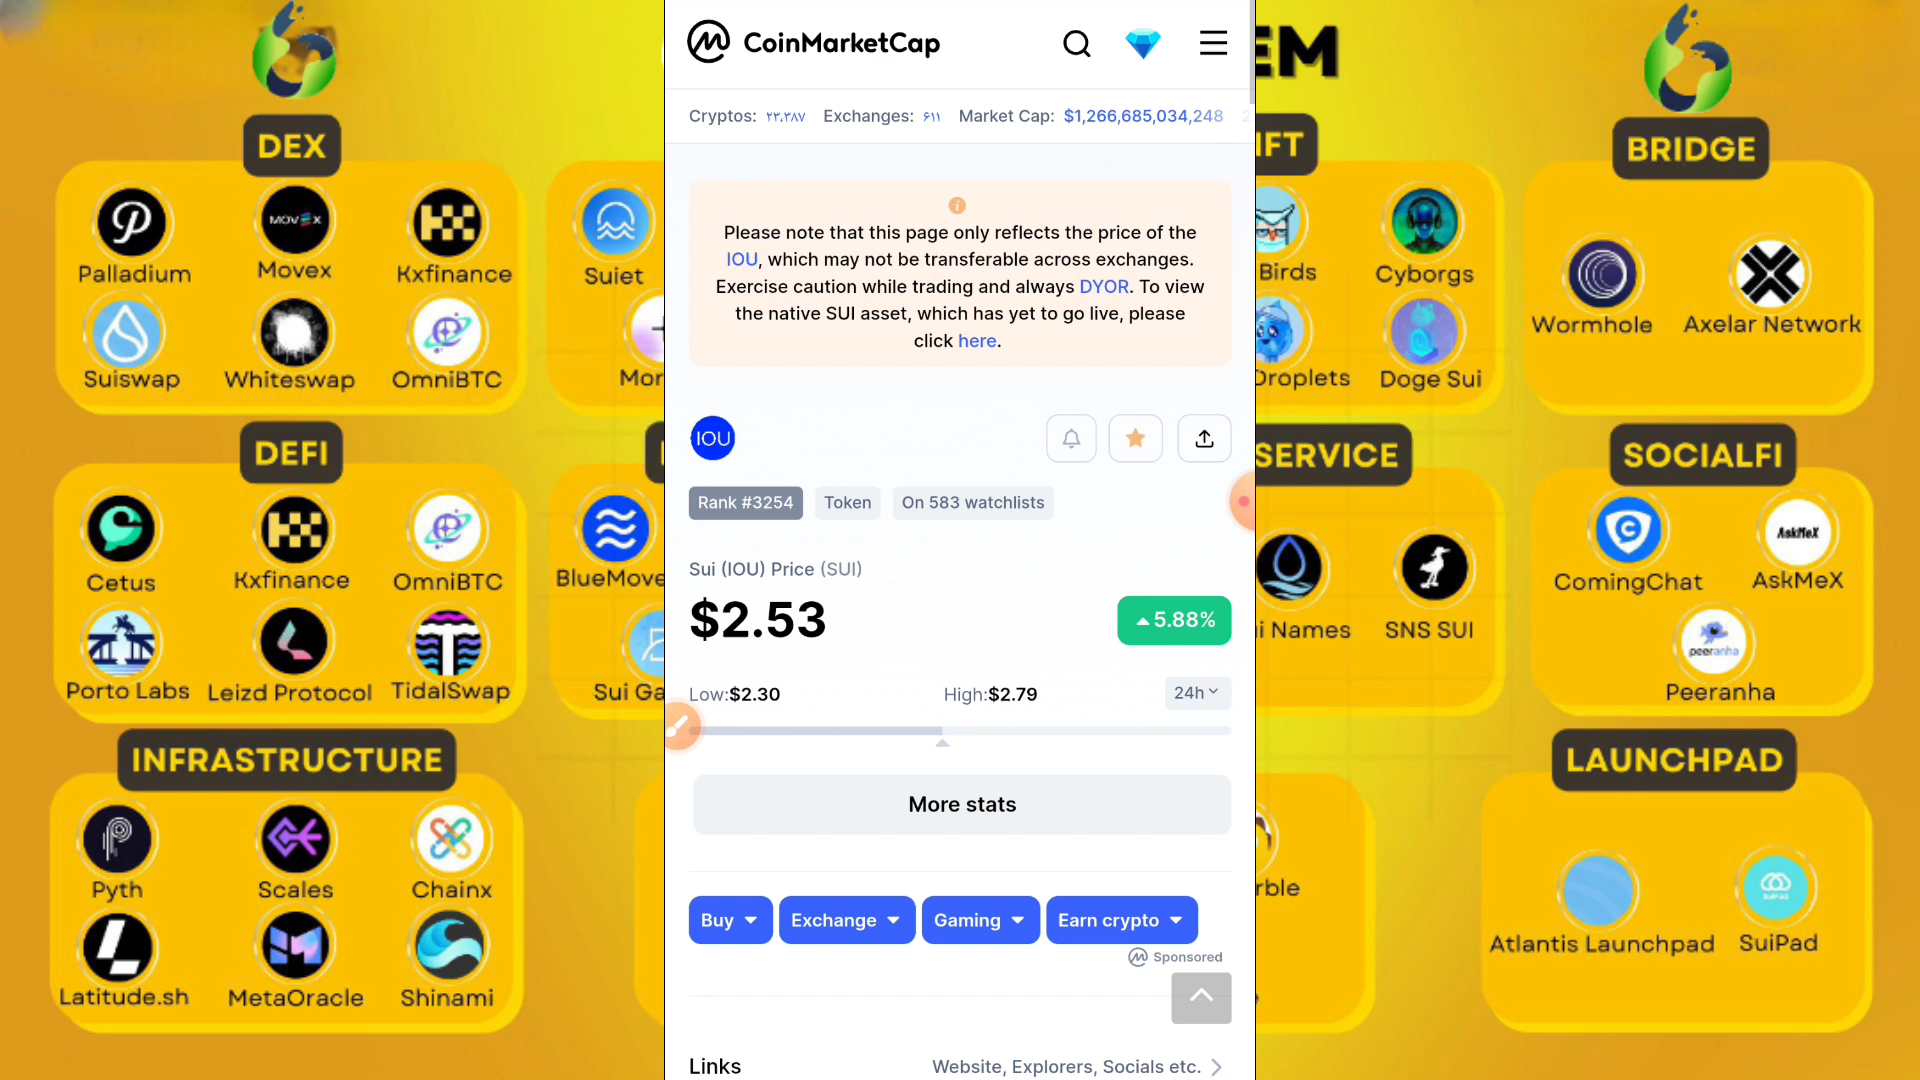 DEX
Palladium
Movex
Kxfinance
Suiswap
Whiteswap
OmniBTC
DEFI
Cetus
Kxfinance
OmniBTC
Porto Labs
Leizd Protocol
TidalSwap
INFRASTRUCTURE
Pyth
Scales
Chainx
Latitude.sh
MetaOracle
Shinami
Suiet
BlueMove
CoinMarketCap
Cryptos: ۲۳،۳۸۷ Exchanges: ۶۱۱ Market Cap: $1,266,685,034,248
Please note that this page only reflects the price of the
IOU, which may not be transferable across exchanges.
Exercise caution while trading and always DYOR. To view
the native SUI asset, which has yet to go live, please
click here.
IOU
Rank #3254 Token On 583 watchlists
Sui (IOU) Price (SUI)
$2.53 5.88%
Low:$2.30 High:$2.79 24h
More stats
Buy Exchange Gaming Earn crypto
Sponsored
Links Website, Explorers, Socials etc.
Birds
Cyborgs
Droplets
Doge Sui
SERVICE
Names
SNS SUI
BRIDGE
Wormhole
Axelar Network
SOCIALFI
ComingChat
AskMeX
Peeranha
LAUNCHPAD
Atlantis Launchpad
SuiPad